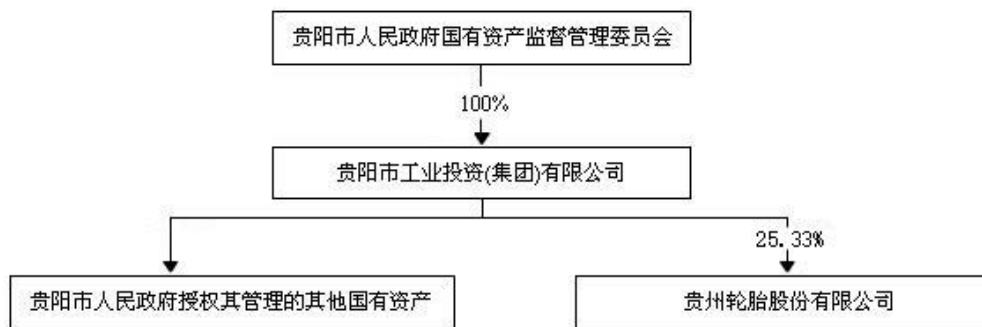 贵阳市人民政府国有资产监督管理委员会
100%
贵阳市工业投资(集团)有限公司
25.33%
贵阳市人民政府授权其管理的其他国有资产
贵州轮胎股份有限公司